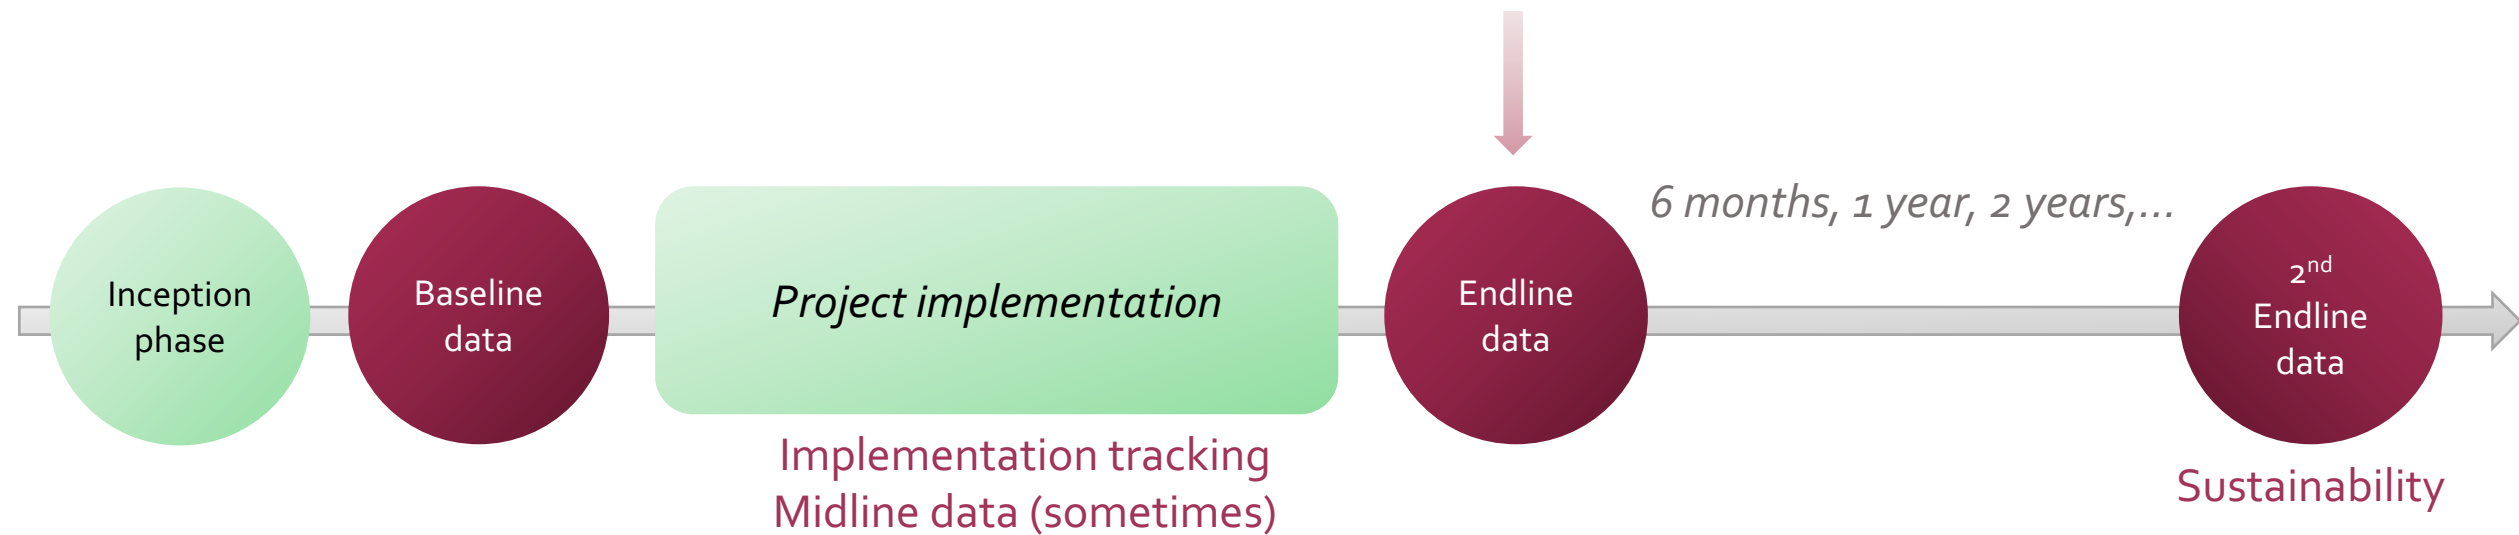 Inception
phase
Baseline
data
Project implementation
Implementation tracking
Midline data (sometimes)
Endline
data
6 months, 1 year, 2 years,...
2nd
Endline
data
Sustainability